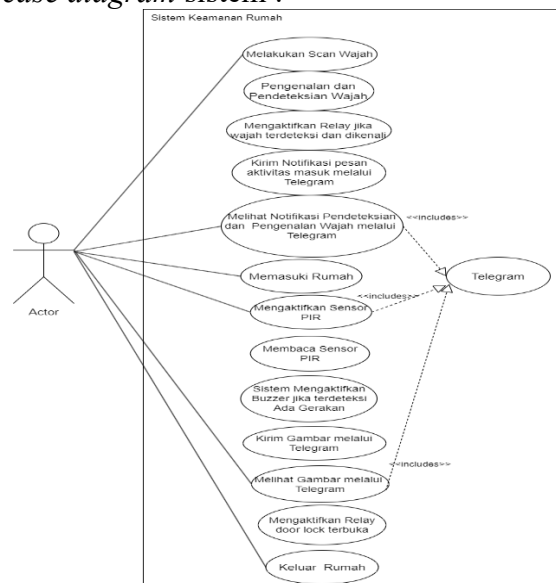 case diagram sistem .
Sistem Keamanan Rumah
Melakukan Scan Wajah
Pengenalan dan
Pendeteksian Wajah
Mengaktifkan Relay jika
wajah terdeteksi dan dikenali
Kirim Notifikasi pesan
aktivitas masuk melalui
Telegram
Melihat Notifikasi Pendeteksian
dan Pengenalan Wajah melalui
Telegram
<<includes>>
Memasuki Rumah
Telegram
<<includes>>
Mengaktifkan Sensor
PIR
Actor
Membaca Sensor
PIR
Sistem Mengaktifkan
Buzzer jika terdeteksi
Ada Gerakan
Kirim Gambar melalui
Telegram
<<includes>>
Melihat Gambar melalui
Telegram
Mengaktifkan Relay
door lock terbuka
Keluar Rumah